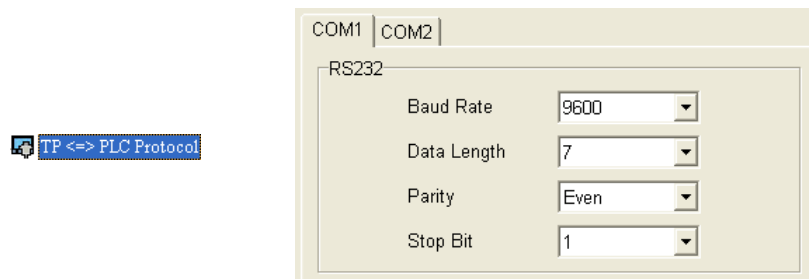 TP <=> PLC Protocol
COM1 COM2
RS232
Baud Rate 9600
Data Length 7
Parity Even
Stop Bit 1